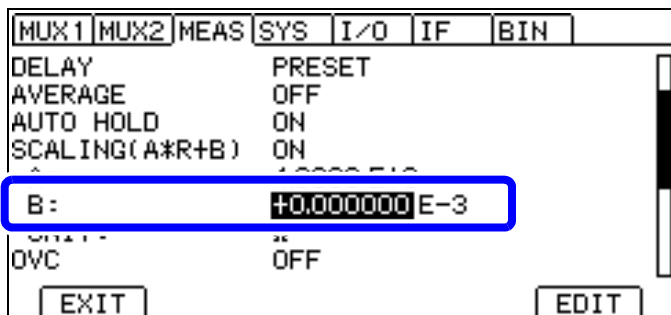 MUX1 MUX2 MEAS SYS I/O IF BIN
DELAY PRESET
AVERAGE OFF
AUTO HOLD ON
SCALING(A*R+B) ON
B: +0.000000 E-3
OVC OFF
EXIT EDIT